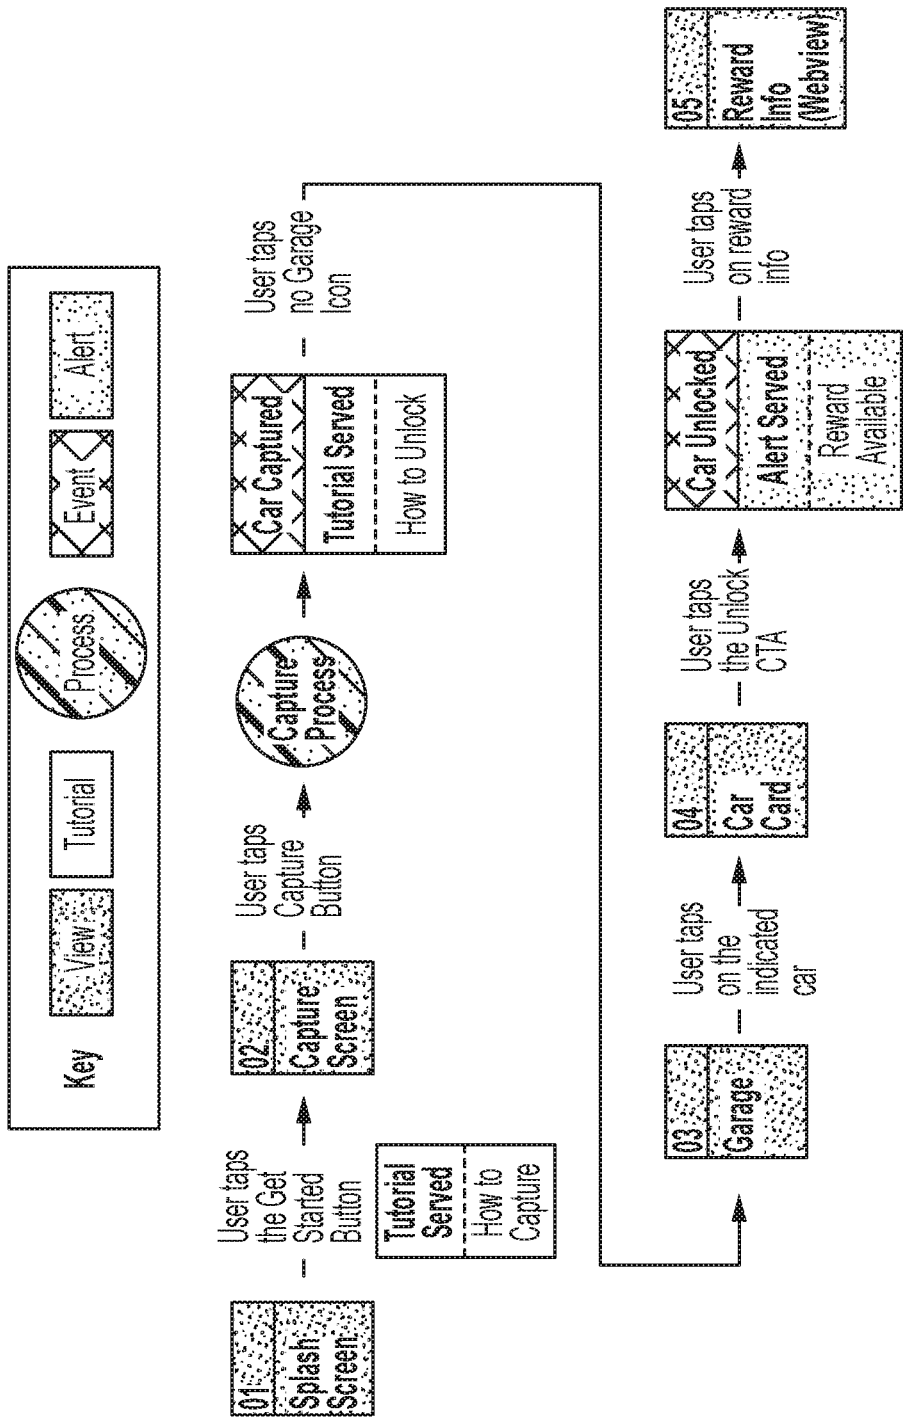 Key
View
Tutorial
Process
Event
Alert
01
Splash
Screen
User taps
the Get
Started
Button
Tutorial
Served
How to
Capture
02
Capture
Screen
User taps
Capture
Button
Capture
Process
Car Captured
Tutorial Served
How to Unlock
User taps
no Garage
Icon
03
Garage
User taps
on the
indicated
car
04
Car
Card
User taps
the Unlock
CTA
Car Unlocked
Alert Served
Reward
Available
User taps
on reward
info
05
Reward
Info
(Webview)